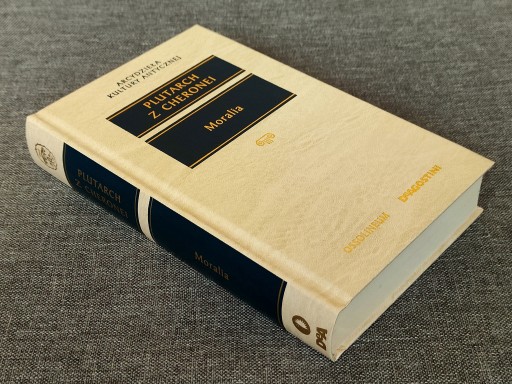 ARCYDZIEŁA
KULTURY ANTYCZNEJ
PLUTARCH
Z CHERONEI
Moralia
OSSOLINEUM
DEAGOSTINI
PLUTARCH
Z CHERONEI
Moralia